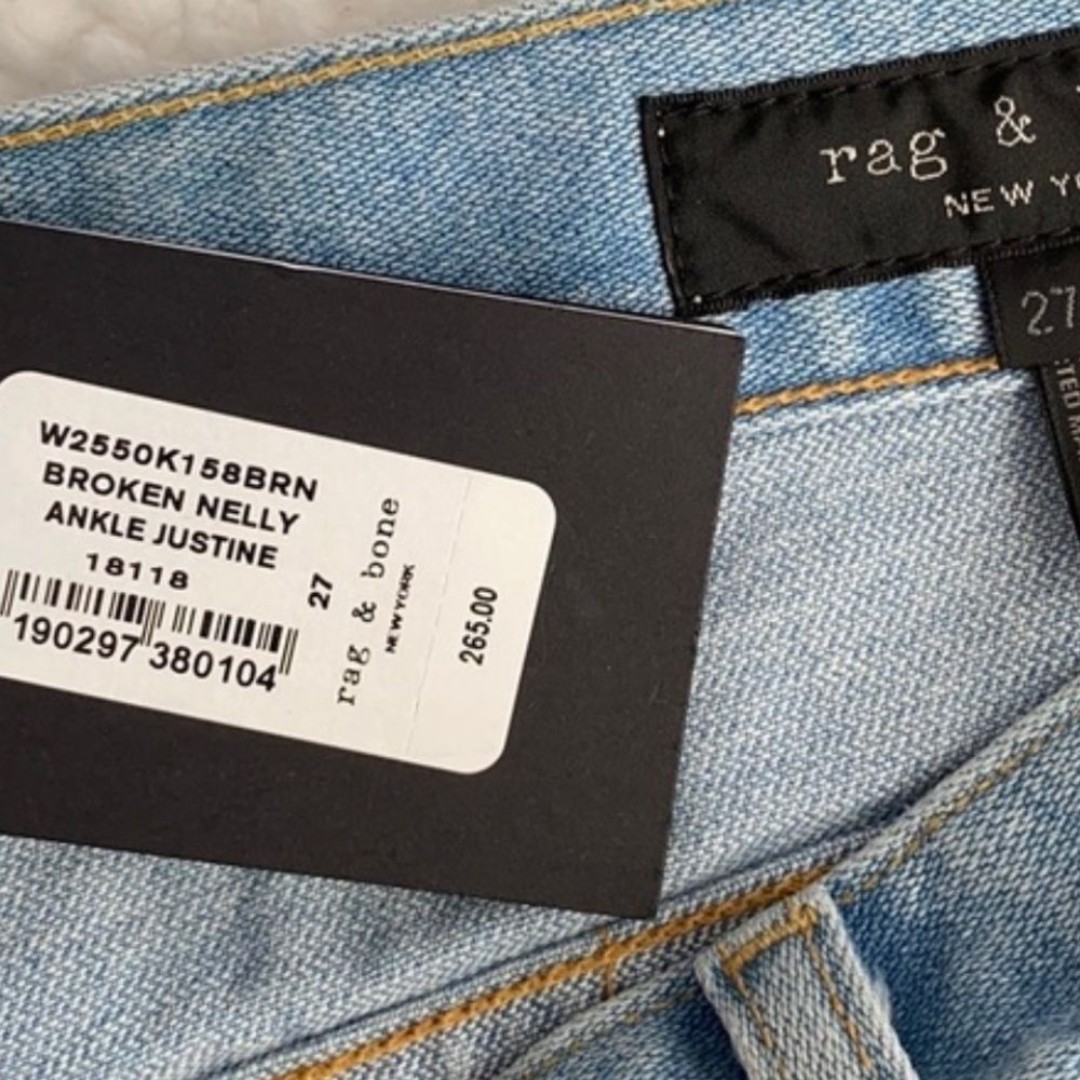 rag &
NEW
27
W2550K158BRN
BROKEN NELLY
ANKLE JUSTINE
18118
190297 380104
27
rag & bone
NEW YORK
265.00